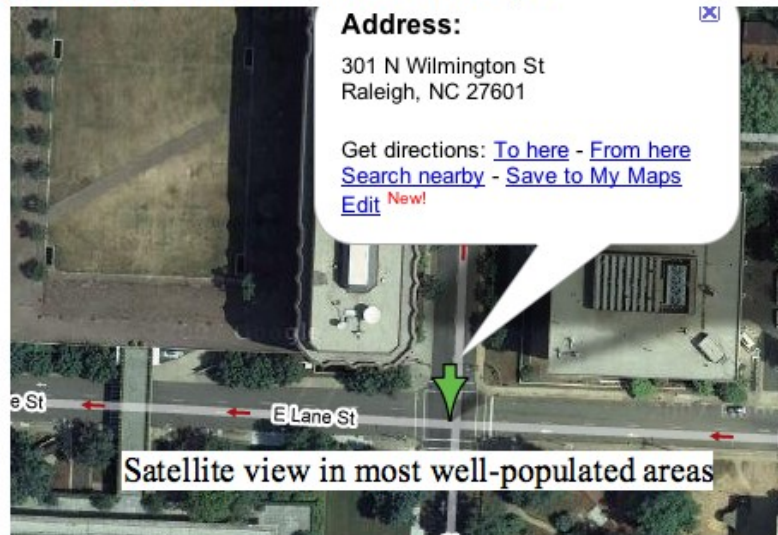 Address:
301 N Wilmington St
Raleigh, NC 27601
Get directions: To here - From here
Search nearby - Save to My Maps
Edit New!
e St
E Lane St
Satellite view in most well-populated areas